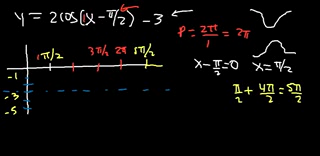 y = 2cos(1x - π/2) - 3
P = 2π/1 = 2π
x - π/2 = 0 x = π/2
π/2 + 4π/2 = 5π/2
π/2 3π/2 2π 5π/2
-1
-3
-5